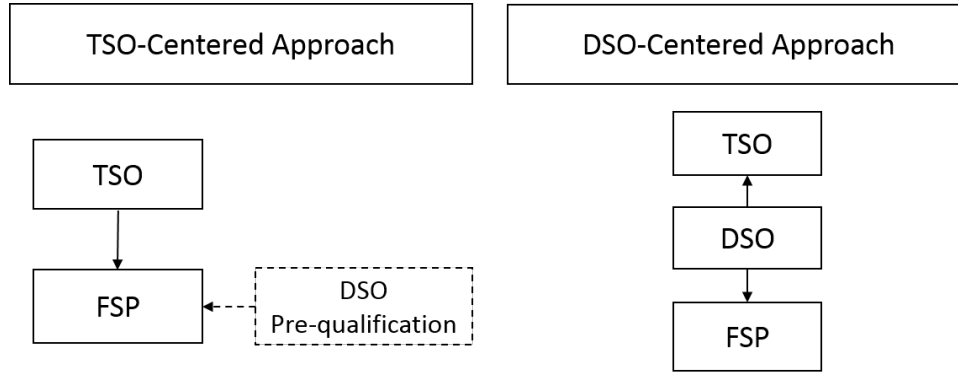 TSO-Centered Approach
TSO
FSP
DSO
Pre-qualification
DSO-Centered Approach
TSO
DSO
FSP